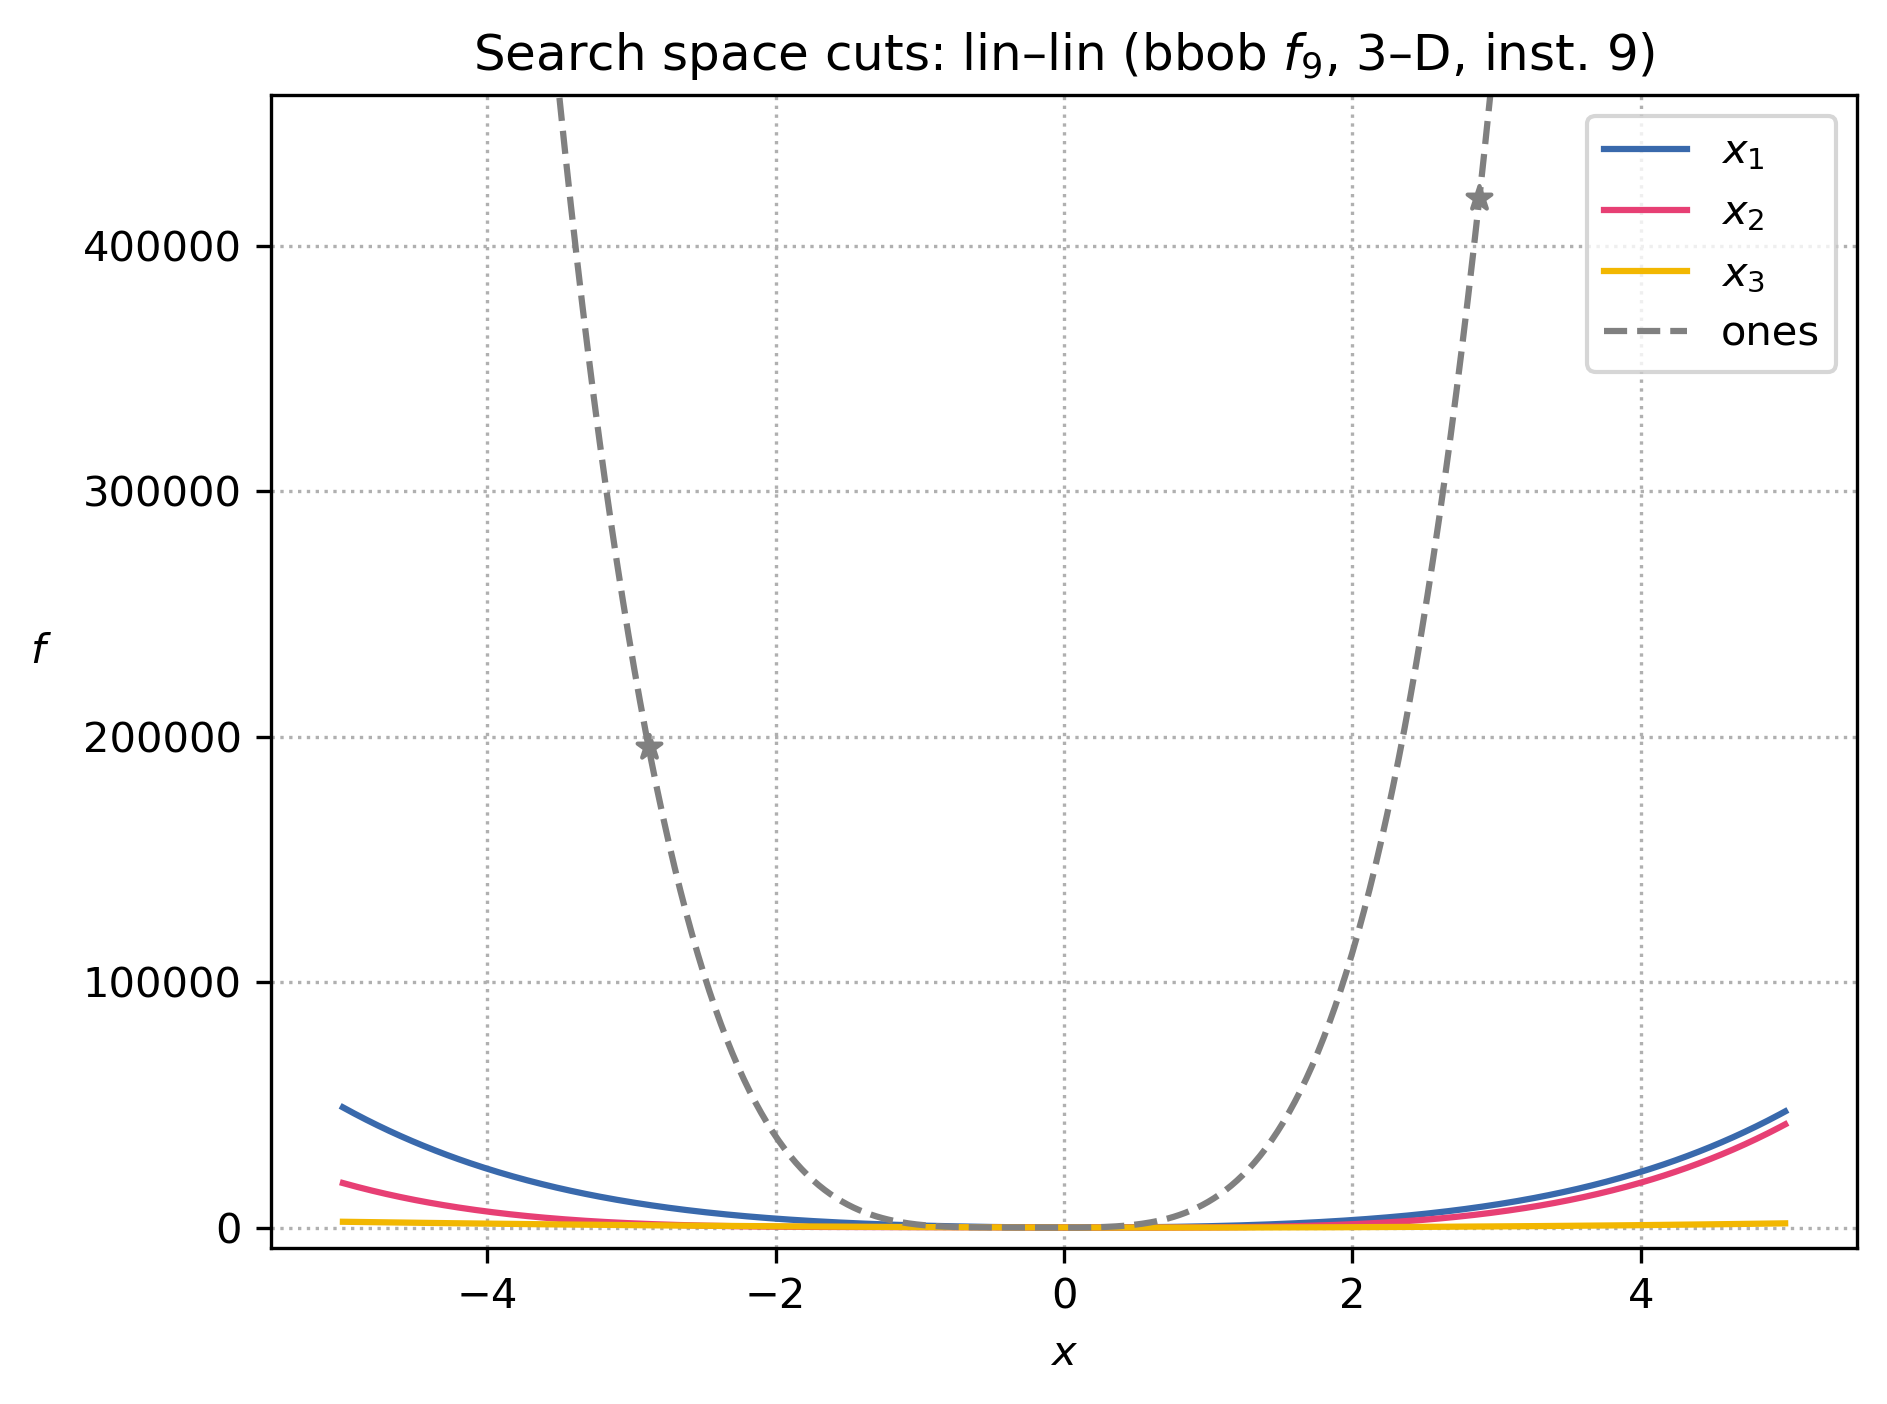 Search space cuts: lin–lin (bbob f₉, 3–D, inst. 9)
x₁
x₂
x₃
ones
400000
300000
200000
100000
0
f
−4
−2
0
2
4
x